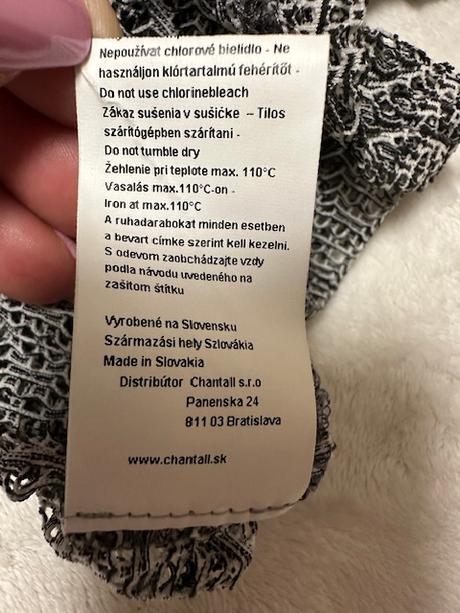 Nepoužívat chlorové bielidlo - Ne
használjon klórtartalmú fehérítőt -
Do not use chlorinebleach
Zákaz sušenia v sušičke – Tilos
szárítógépben szárítani -
Do not tumble dry
Žehlenie pri teplote max. 110°C
Vasalás max.110°C-on -
Iron at max.110°C
A ruhadarabokat minden esetben
a bevart címke szerint kell kezelni.
S odevom zaobchádzajte vzdy
podla návodu uvedeného na
zašitom štítku
Vyrobené na Slovensku
Származási hely Szlovákia
Made in Slovakia
Distribútor Chantall s.r.o
Panenska 24
811 03 Bratislava
www.chantall.sk